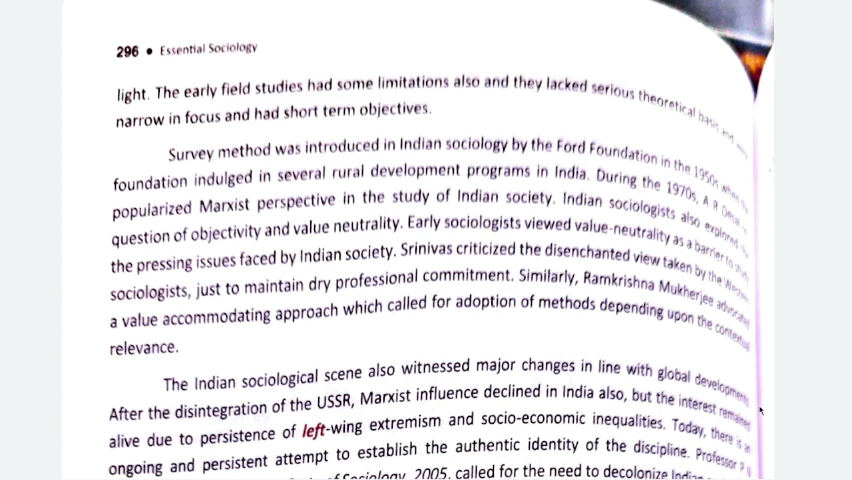 296 • Essential Sociology
light. The early field studies had some limitations also and they lacked serious theoretical basis and
narrow in focus and had short term objectives.
Survey method was introduced in Indian sociology by the Ford Foundation in the 1950s when the
foundation indulged in several rural development programs in India. During the 1970s, A R Desai
popularized Marxist perspective in the study of Indian society. Indian sociologists also explored the
question of objectivity and value neutrality. Early sociologists viewed value-neutrality as a barrier to
the pressing issues faced by Indian society. Srinivas criticized the disenchanted view taken by the
sociologists, just to maintain dry professional commitment. Similarly, Ramkrishna Mukherjee advocated
a value accommodating approach which called for adoption of methods depending upon the contextual
relevance.
The Indian sociological scene also witnessed major changes in line with global developments
After the disintegration of the USSR, Marxist influence declined in India also, but the interest remained
alive due to persistence of left-wing extremism and socio-economic inequalities. Today, there is an
ongoing and persistent attempt to establish the authentic identity of the discipline. Professor P
of Sociology, 2005, called for the need to decolonize